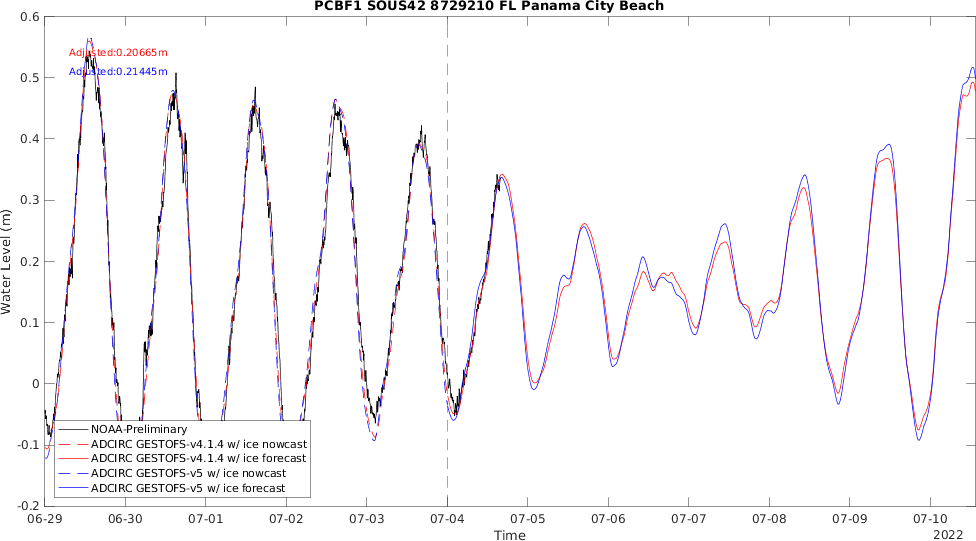 PCBF1 SOUS42 8729210 FL Panama City Beach
Adjusted:0.20665m
Adjusted:0.21445m
Water Level (m)
0.6
0.5
0.4
0.3
0.2
0.1
0
-0.1
-0.2
NOAA-Preliminary
ADCIRC GESTOFS-v4.1.4 w/ ice nowcast
ADCIRC GESTOFS-v4.1.4 w/ ice forecast
ADCIRC GESTOFS-v5 w/ ice nowcast
ADCIRC GESTOFS-v5 w/ ice forecast
06-29 06-30 07-01 07-02 07-03 07-04 07-05 07-06 07-07 07-08 07-09 07-10
Time
2022